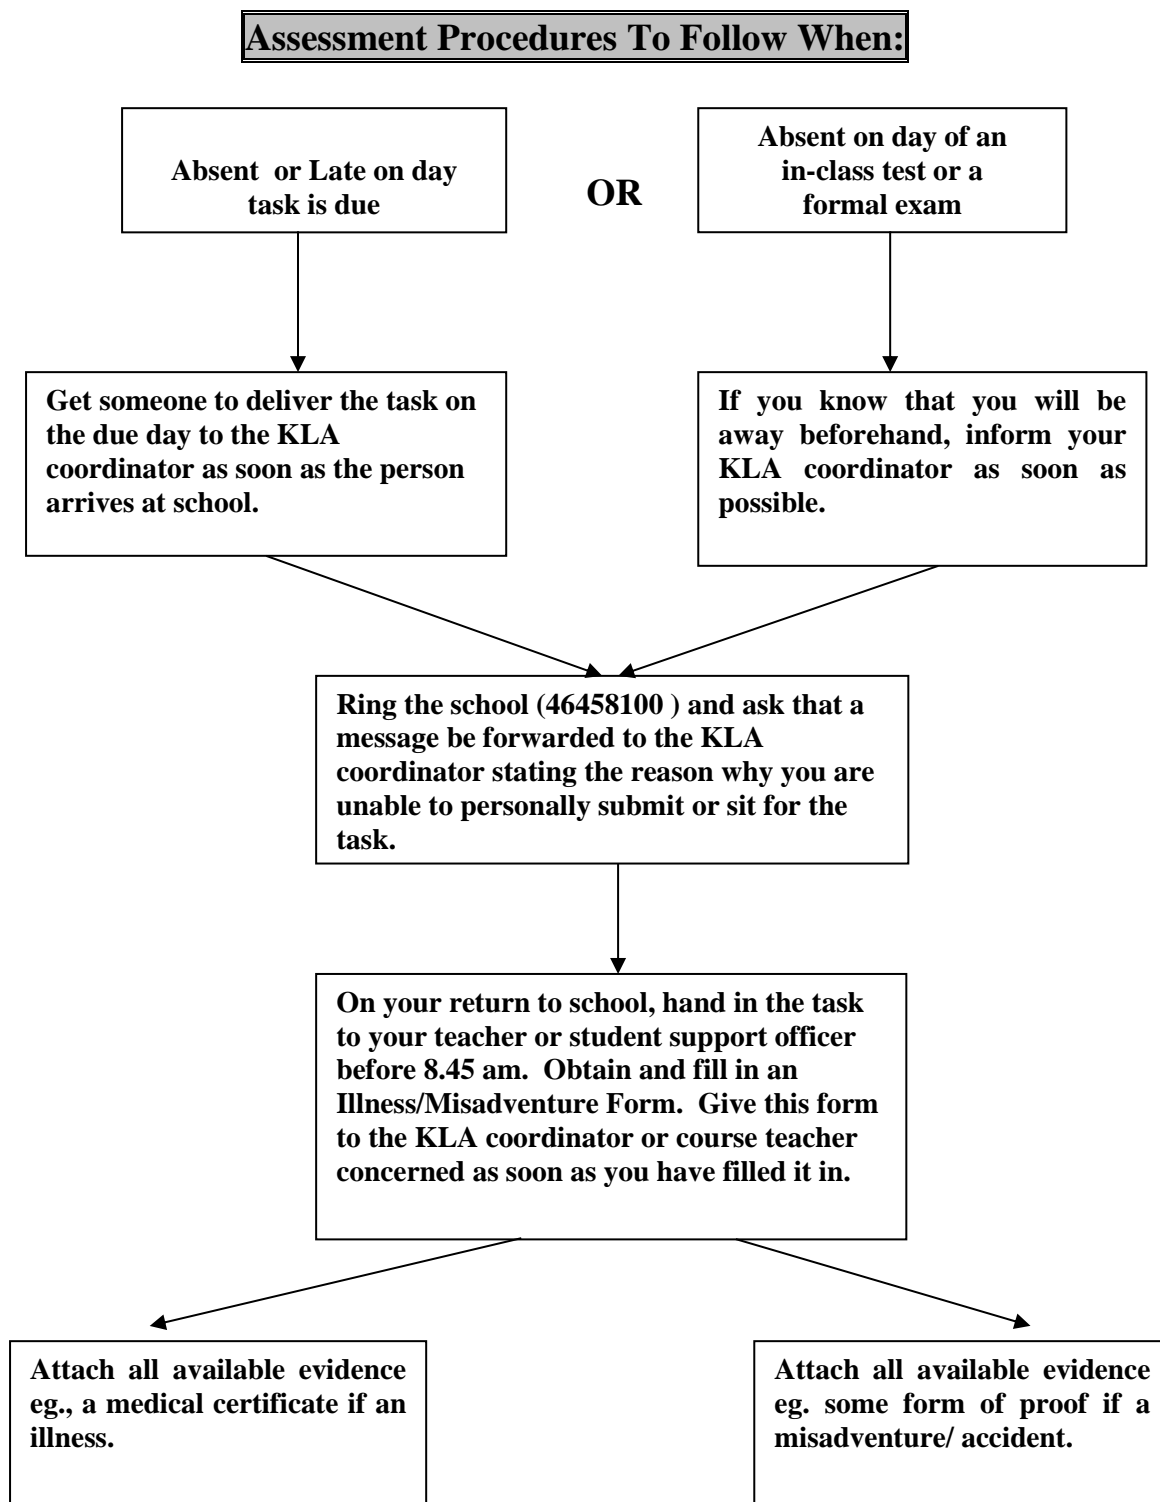 Assessment Procedures To Follow When:
Absent or Late on day
task is due
OR
Absent on day of an
in-class test or a
formal exam
Get someone to deliver the task on
the due day to the KLA
coordinator as soon as the person
arrives at school.
If you know that you will be
away beforehand, inform your
KLA coordinator as soon as
possible.
Ring the school (46458100 ) and ask that a
message be forwarded to the KLA
coordinator stating the reason why you are
unable to personally submit or sit for the
task.
On your return to school, hand in the task
to your teacher or student support officer
before 8.45 am. Obtain and fill in an
Illness/Misadventure Form. Give this form
to the KLA coordinator or course teacher
concerned as soon as you have filled it in.
Attach all available evidence
eg., a medical certificate if an
illness.
Attach all available evidence
eg. some form of proof if a
misadventure/ accident.